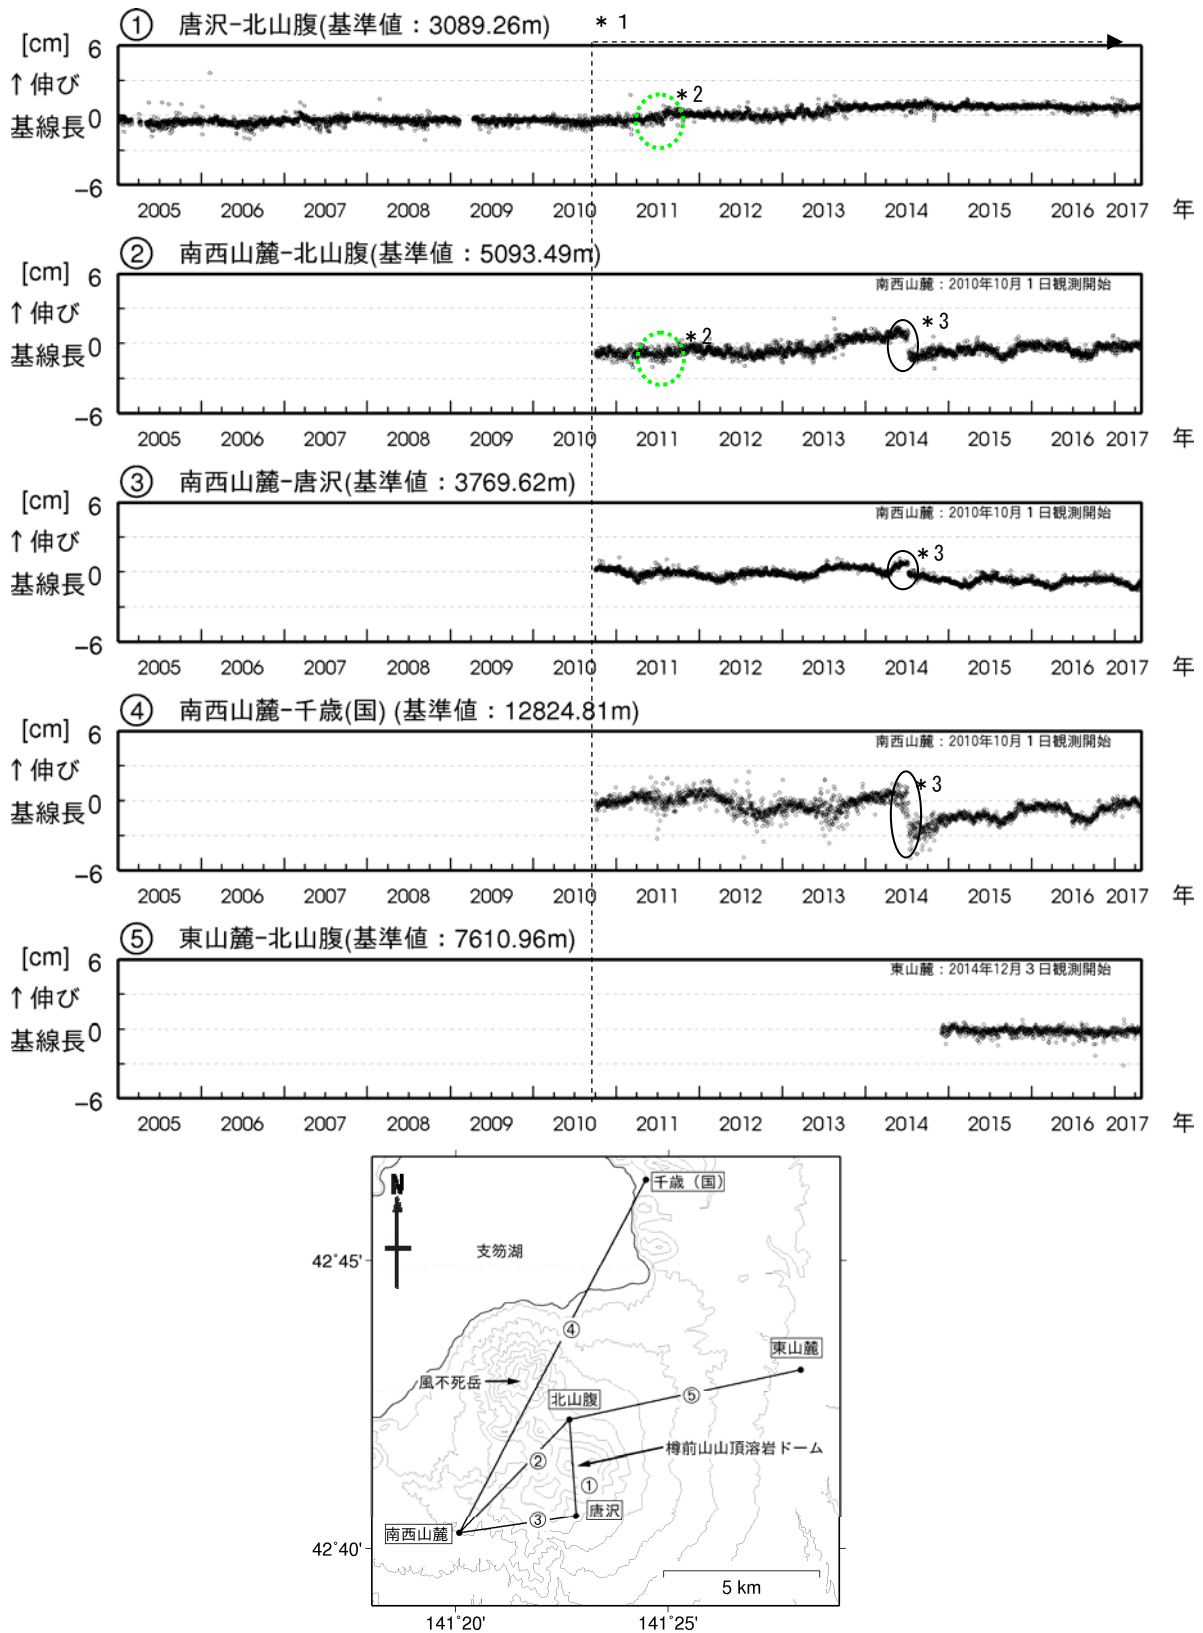 ① 唐沢-北山腹(基準値：3089.26m)
＊1
[cm]
6
↑伸び
基線長
0
-6
＊2
2005 2006 2007 2008 2009 2010 2011 2012 2013 2014 2015 2016 2017 年
② 南西山麓-北山腹(基準値：5093.49m)
[cm]
6
南西山麓：2010年10月1日観測開始
↑伸び
基線長
0
-6
＊2
＊3
2005 2006 2007 2008 2009 2010 2011 2012 2013 2014 2015 2016 2017 年
③ 南西山麓-唐沢(基準値：3769.62m)
[cm]
6
南西山麓：2010年10月1日観測開始
↑伸び
基線長
0
-6
＊3
2005 2006 2007 2008 2009 2010 2011 2012 2013 2014 2015 2016 2017 年
④ 南西山麓-千歳(国) (基準値：12824.81m)
[cm]
6
南西山麓：2010年10月1日観測開始
↑伸び
基線長
0
-6
＊3
2005 2006 2007 2008 2009 2010 2011 2012 2013 2014 2015 2016 2017 年
⑤ 東山麓-北山腹(基準値：7610.96m)
[cm]
6
東山麓：2014年12月3日観測開始
↑伸び
基線長
0
-6
2005 2006 2007 2008 2009 2010 2011 2012 2013 2014 2015 2016 2017 年
N
千歳（国）
支笏湖
42˚45'
④
東山麓
風不死岳
北山腹
⑤
樽前山山頂溶岩ドーム
②
①
唐沢
③
南西山麓
42˚40'
5 km
141˚20'
141˚25'